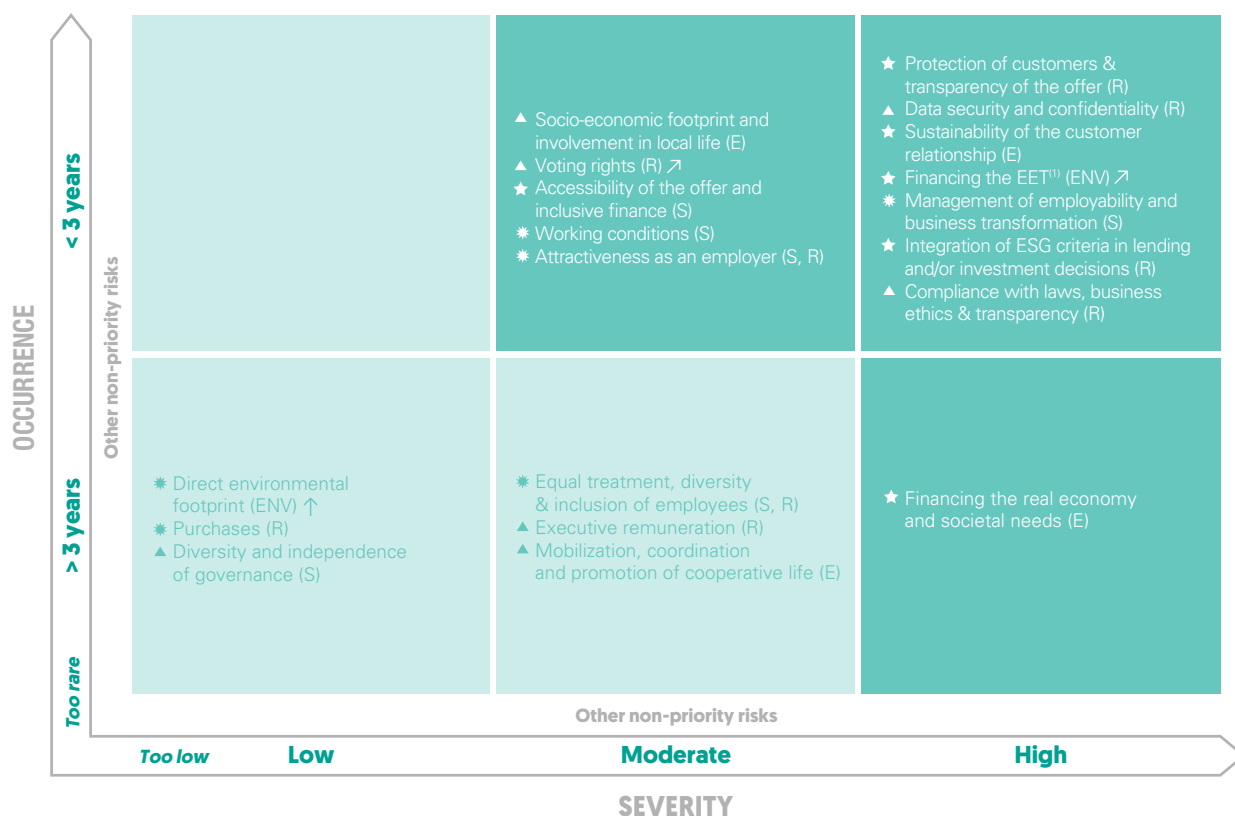 OCCURRENCE
< 3 years
> 3 years
Too rare
Other non-priority risks
▲ Socio-economic footprint and
involvement in local life (E)
▲ Voting rights (R) ↗
★ Accessibility of the offer and
inclusive finance (S)
✹ Working conditions (S)
✹ Attractiveness as an employer (S, R)
★ Protection of customers &
transparency of the offer (R)
▲ Data security and confidentiality (R)
★ Sustainability of the customer
relationship (E)
★ Financing the EET⁽¹⁾ (ENV) ↗
✹ Management of employability and
business transformation (S)
★ Integration of ESG criteria in lending
and/or investment decisions (R)
▲ Compliance with laws, business
ethics & transparency (R)
✹ Direct environmental
footprint (ENV) ↑
✹ Purchases (R)
▲ Diversity and independence
of governance (S)
✹ Equal treatment, diversity
& inclusion of employees (S, R)
▲ Executive remuneration (R)
▲ Mobilization, coordination
and promotion of cooperative life (E)
★ Financing the real economy
and societal needs (E)
Other non-priority risks
Too low
Low
Moderate
High
SEVERITY